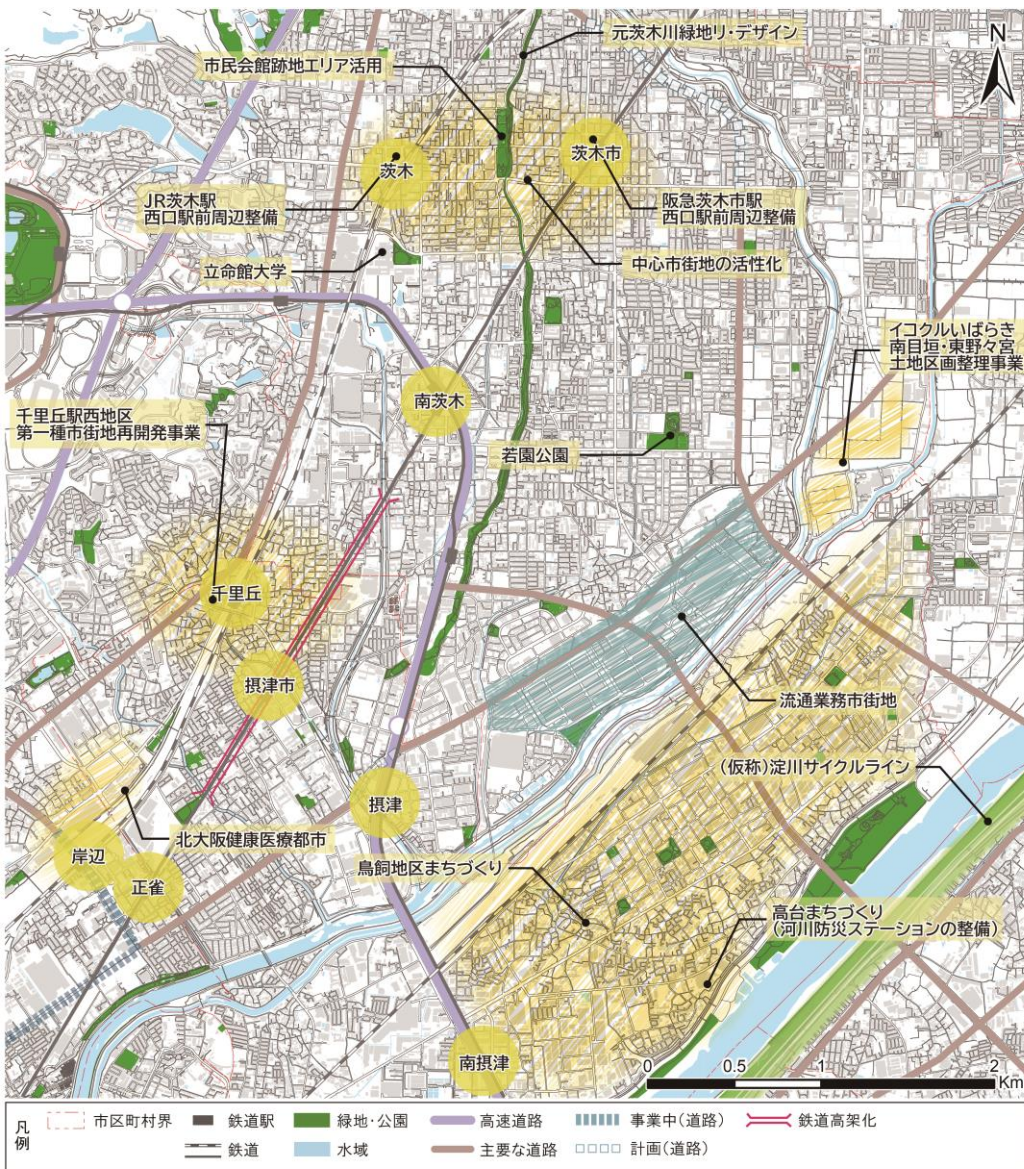 元茨木川緑地リ・デザイン
N
市民会館跡地エリア活用
茨木
茨木市
JR茨木駅
西口駅前周辺整備
阪急茨木市駅
西口駅前周辺整備
立命館大学
中心市街地の活性化
イコクルいばらき
南目垣・東野々宮
土地区画整理事業
南茨木
千里丘駅西地区
第一種市街地再開発事業
若園公園
千里丘
摂津市
流通業務市街地
(仮称)淀川サイクルライン
摂津
北大阪健康医療都市
岸辺
正雀
鳥飼地区まちづくり
高台まちづくり
(河川防災ステーションの整備)
南摂津
0 0.5 1 2
Km
凡例
市区町村界 鉄道駅 緑地・公園 高速道路 事業中(道路) 鉄道高架化
鉄道 水域 主要な道路 計画(道路)